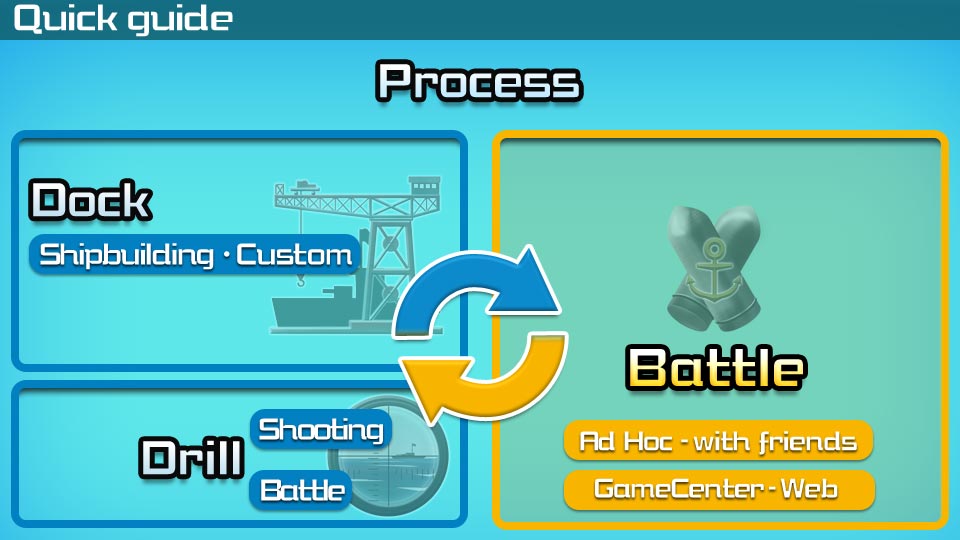 Quick guide
Process
Dock
Shipbuilding・Custom
Drill
Shooting
Battle
Battle
Ad Hoc - with friends
GameCenter - Web